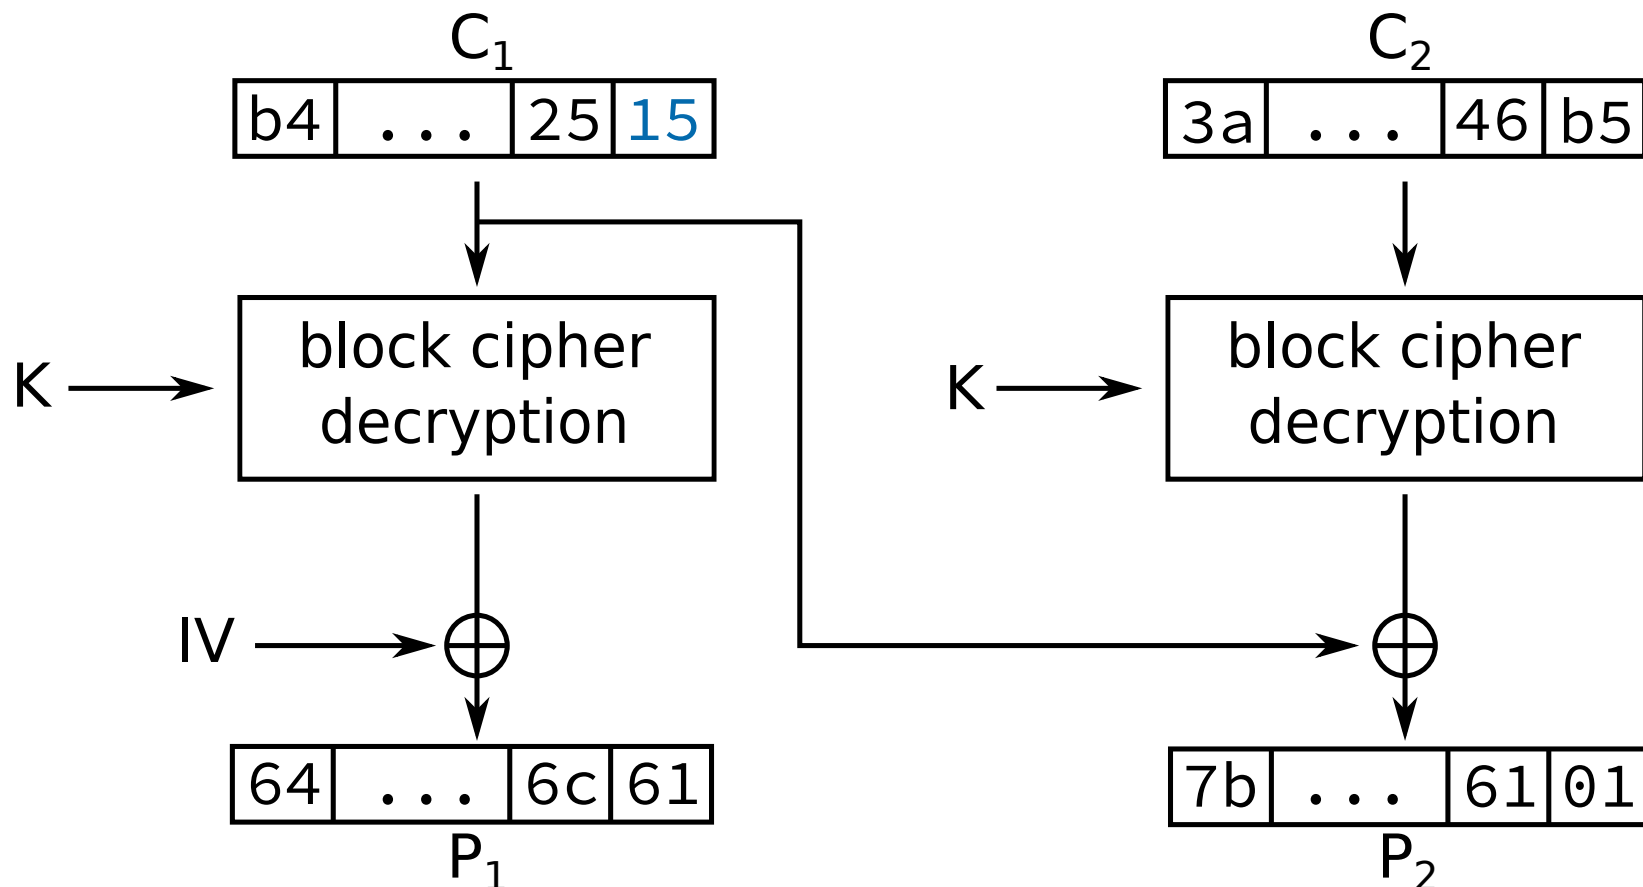 C₁ C₂
b4 ... 25 15 3a ... 46 b5
block cipher block cipher
K K
decryption decryption
IV
64 ... 6c 61 7b ... 61 01
P₁ P₂